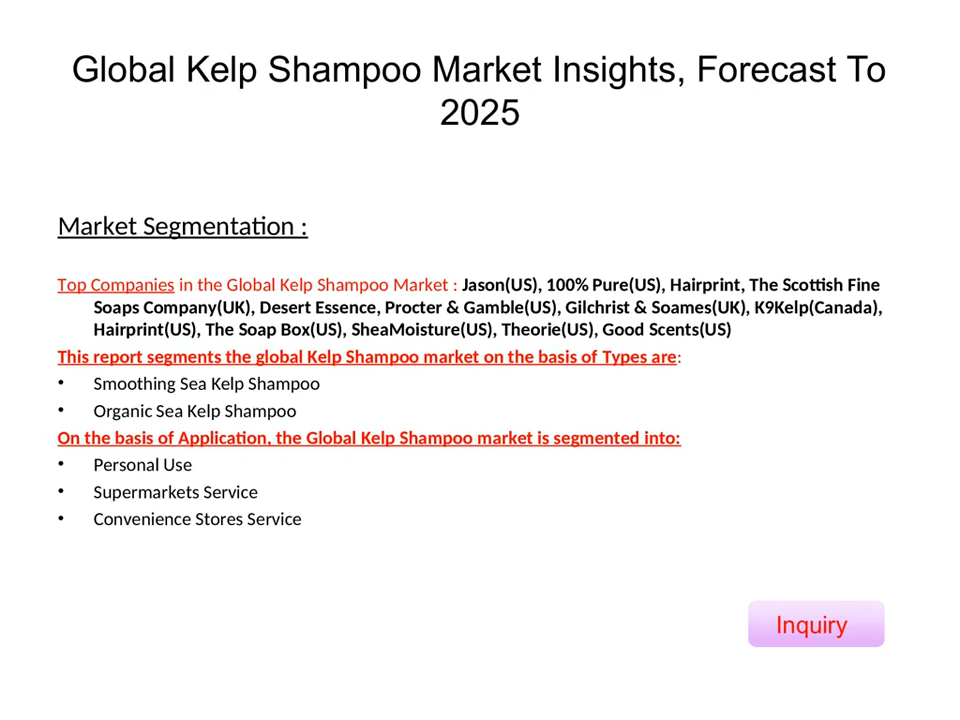 Global Kelp Shampoo Market Insights, Forecast To
2025
Market Segmentation :
Top Companies in the Global Kelp Shampoo Market : Jason(US), 100% Pure(US), Hairprint, The Scottish Fine
Soaps Company(UK), Desert Essence, Procter & Gamble(US), Gilchrist & Soames(UK), K9Kelp(Canada),
Hairprint(US), The Soap Box(US), SheaMoisture(US), Theorie(US), Good Scents(US)
This report segments the global Kelp Shampoo market on the basis of Types are:
• Smoothing Sea Kelp Shampoo
• Organic Sea Kelp Shampoo
On the basis of Application, the Global Kelp Shampoo market is segmented into:
• Personal Use
• Supermarkets Service
• Convenience Stores Service
Inquiry